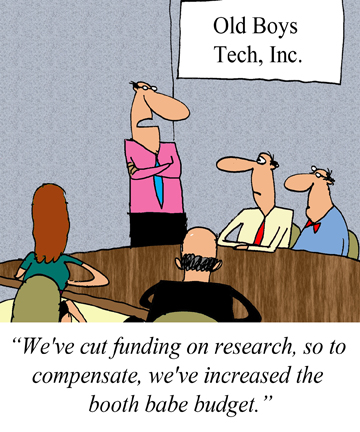 Old Boys
Tech, Inc.
“We've cut funding on research, so to
compensate, we've increased the
booth babe budget.”